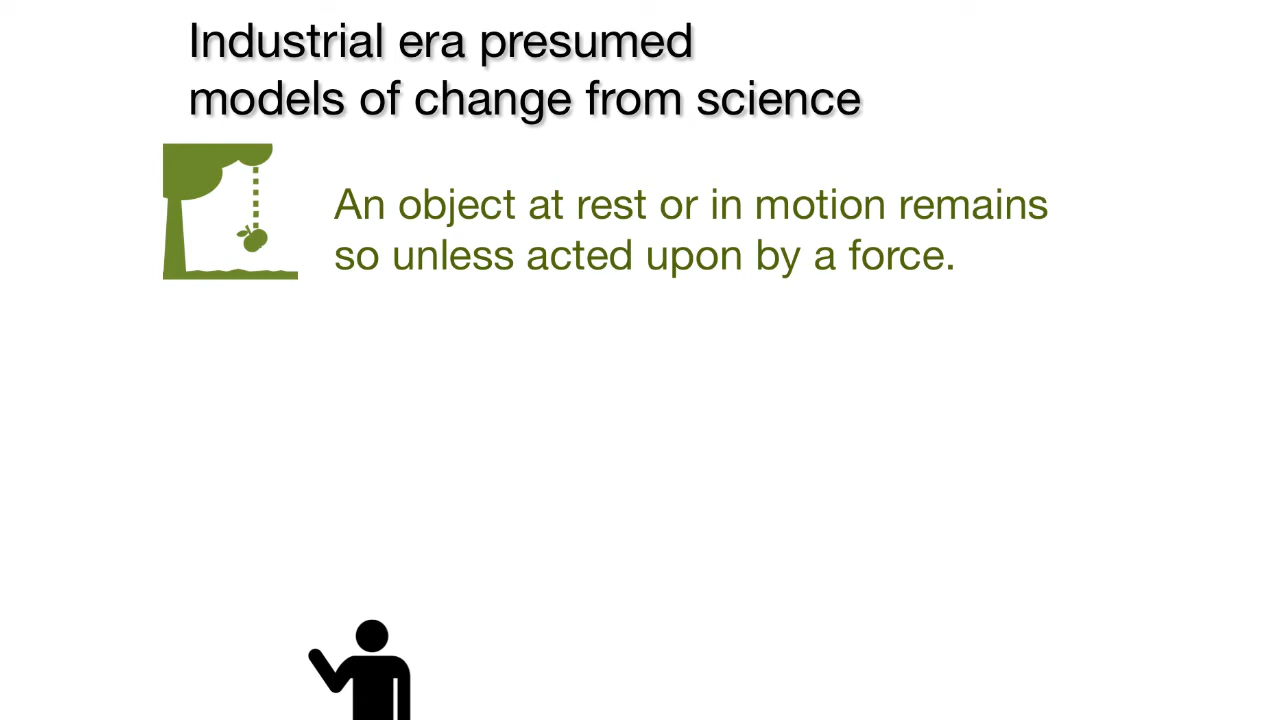 Industrial era presumed
models of change from science
An object at rest or in motion remains
so unless acted upon by a force.